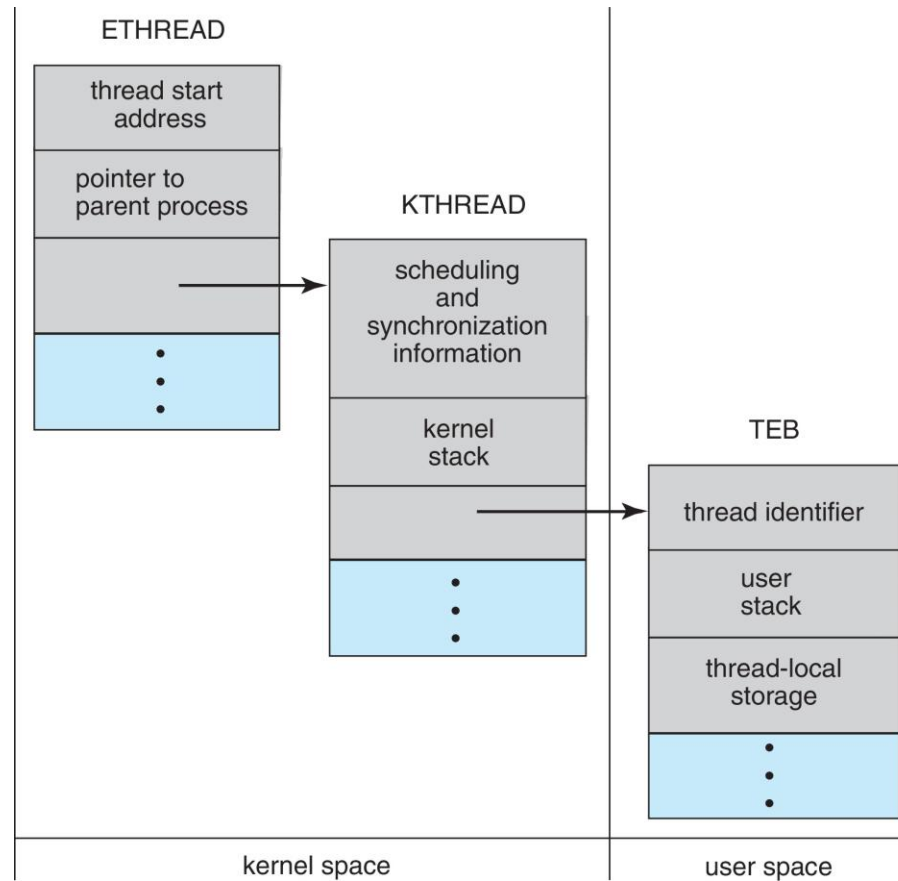 ETHREAD
thread start
address
pointer to
parent process
KTHREAD
scheduling
and
synchronization
information
kernel
stack
TEB
thread identifier
user
stack
thread-local
storage
kernel space
user space